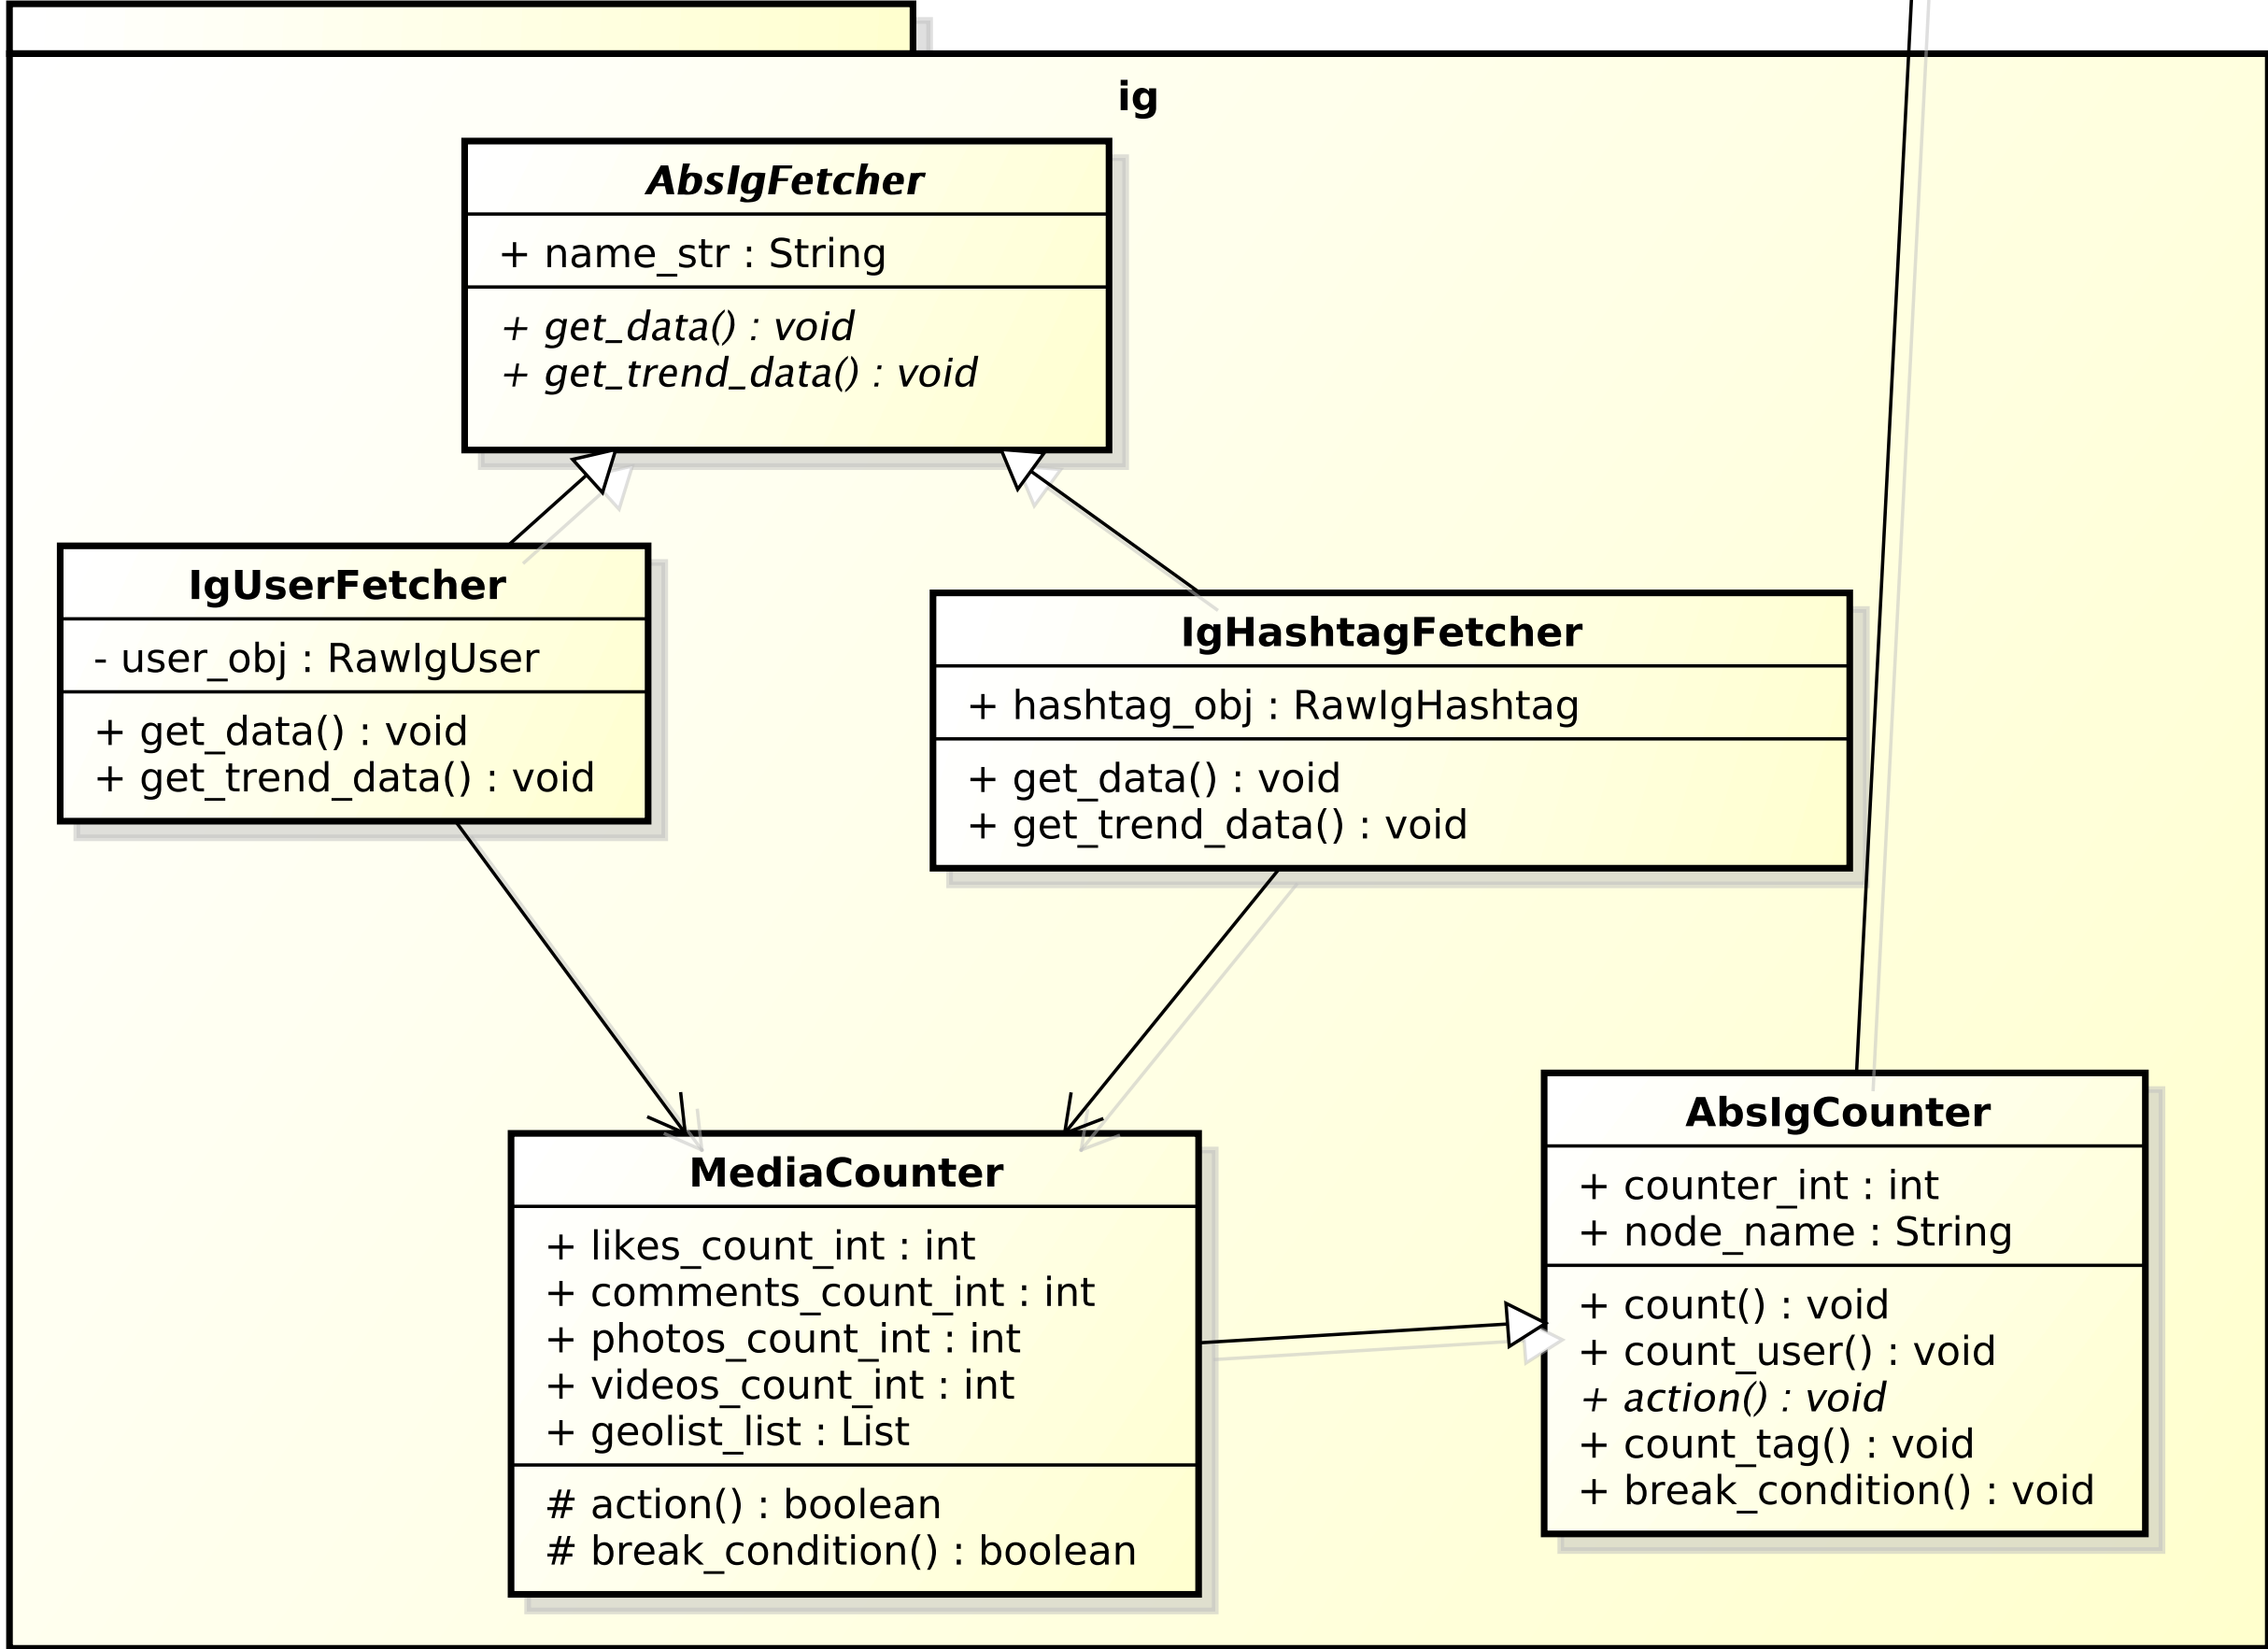 ig
AbsIgFetcher
+ name_str : String
+ get_data() : void
+ get_trend_data() : void
IgUserFetcher
- user_obj : RawIgUser
+ get_data() : void
+ get_trend_data() : void
IgHashtagFetcher
+ hashtag_obj : RawIgHashtag
+ get_data() : void
+ get_trend_data() : void
MediaCounter
+ likes_count_int : int
+ comments_count_int : int
+ photos_count_int : int
+ videos_count_int : int
+ geolist_list : List
# action() : boolean
# break_condition() : boolean
AbsIgCounter
+ counter_int : int
+ node_name : String
+ count() : void
+ count_user() : void
+ action() : void
+ count_tag() : void
+ break_condition() : void